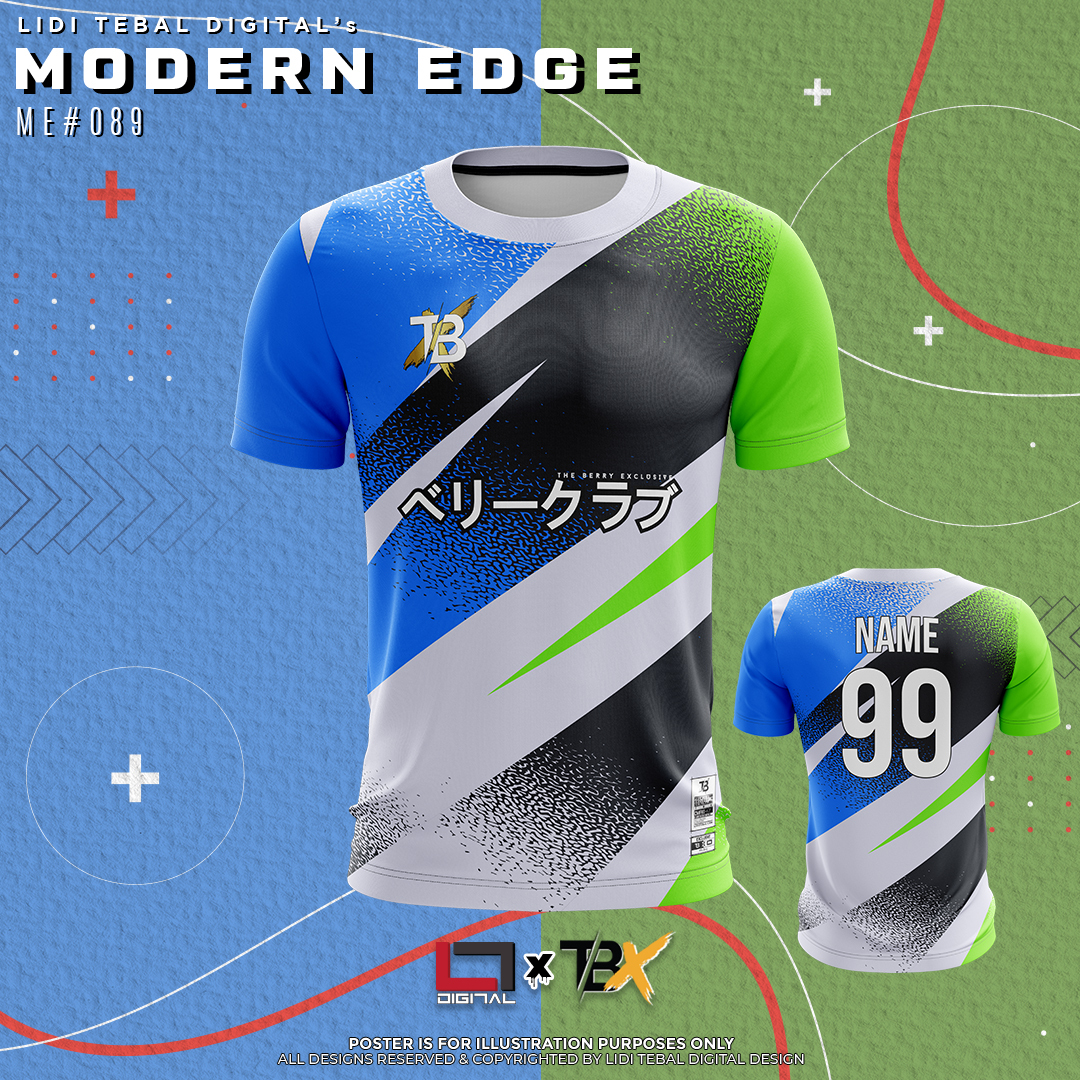 LIDI TEBAL DIGITAL's
MODERN EDGE
ME#089
TB
THE BERRY EXCLUSIVE
ベリークラブ
TB
NAME
99
DIGITAL
X
TBX
POSTER IS FOR ILLUSTRATION PURPOSES ONLY
ALL DESIGNS RESERVED & COPYRIGHTED BY LIDI TEBAL DIGITAL DESIGN